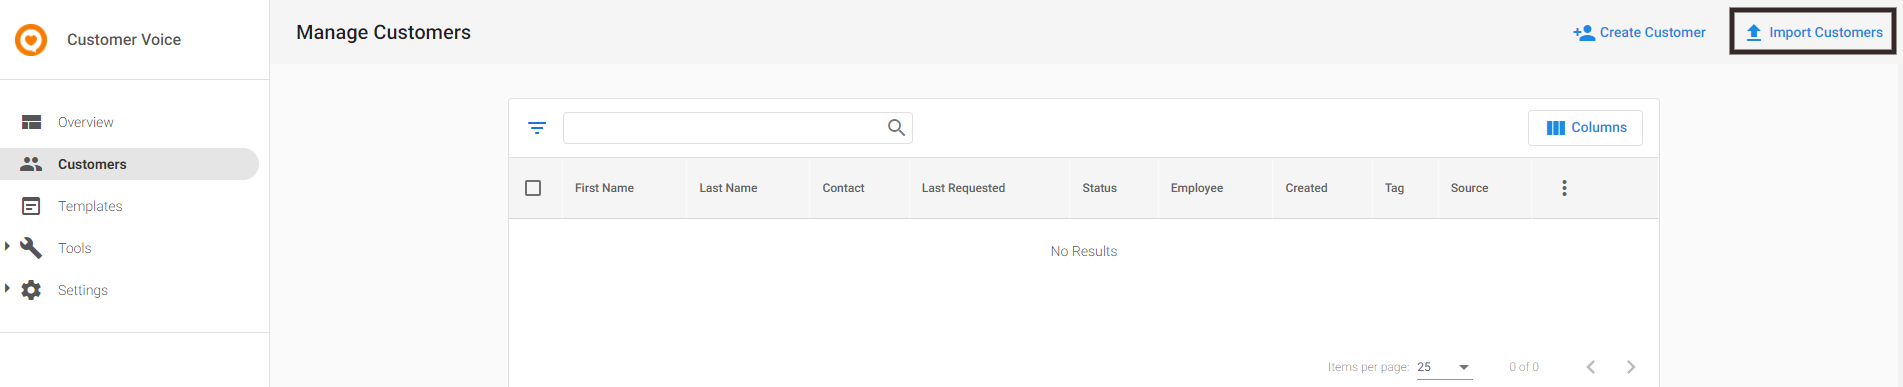 Customer Voice
Manage Customers
Create Customer
Import Customers
Overview
Customers
Templates
Tools
Settings
Columns
First Name Last Name Contact Last Requested Status Employee Created Tag Source
No Results
Items per page: 25 0 of 0